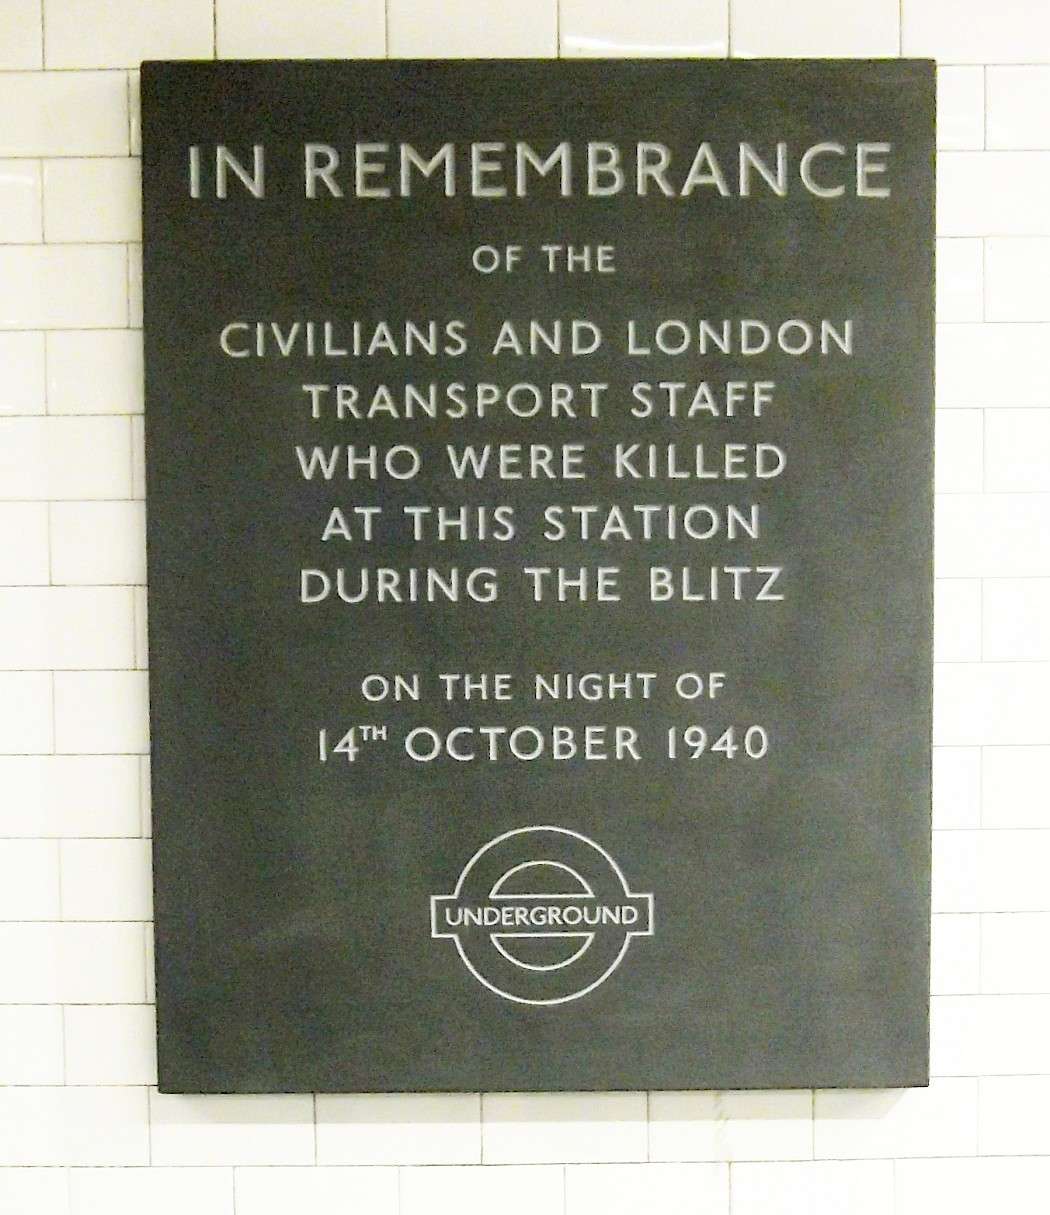 IN REMEMBRANCE
OF THE
CIVILIANS AND LONDON
TRANSPORT STAFF
WHO WERE KILLED
AT THIS STATION
DURING THE BLITZ
ON THE NIGHT OF
14TH OCTOBER 1940
UNDERGROUND